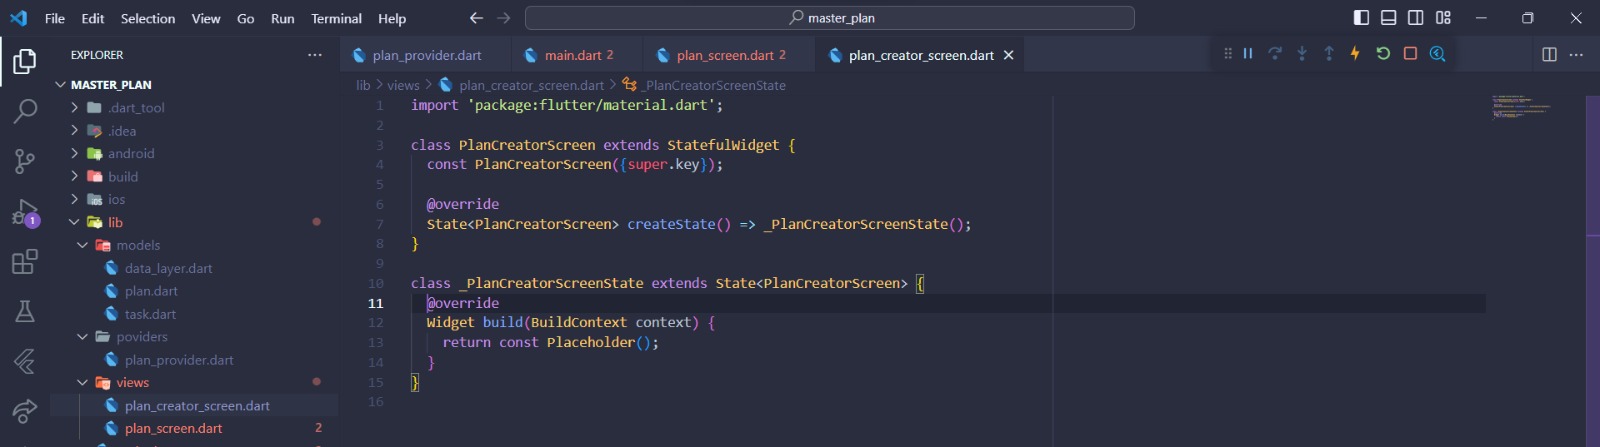 File Edit Selection View Go Run Terminal Help
master_plan
EXPLORER
MASTER_PLAN
.dart_tool
.idea
android
build
ios
lib
models
data_layer.dart
plan.dart
task.dart
poviders
plan_provider.dart
views
plan_creator_screen.dart
plan_screen.dart 2
1
plan_provider.dart
main.dart 2
plan_screen.dart 2
plan_creator_screen.dart
lib > views > plan_creator_screen.dart > _PlanCreatorScreenState
1 import 'package:flutter/material.dart';
2
3 class PlanCreatorScreen extends StatefulWidget {
4 const PlanCreatorScreen({super.key});
5
6 @override
7 State<PlanCreatorScreen> createState() => _PlanCreatorScreenState();
8 }
9
10 class _PlanCreatorScreenState extends State<PlanCreatorScreen> {
11 @override
12 Widget build(BuildContext context) {
13 return const Placeholder();
14 }
15 }
16